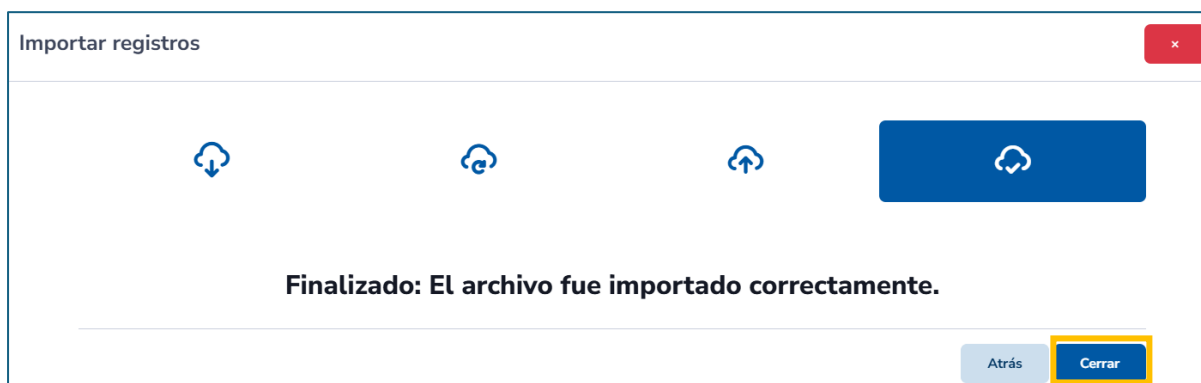 Importar registros
×
Finalizado: El archivo fue importado correctamente.
Atrás
Cerrar